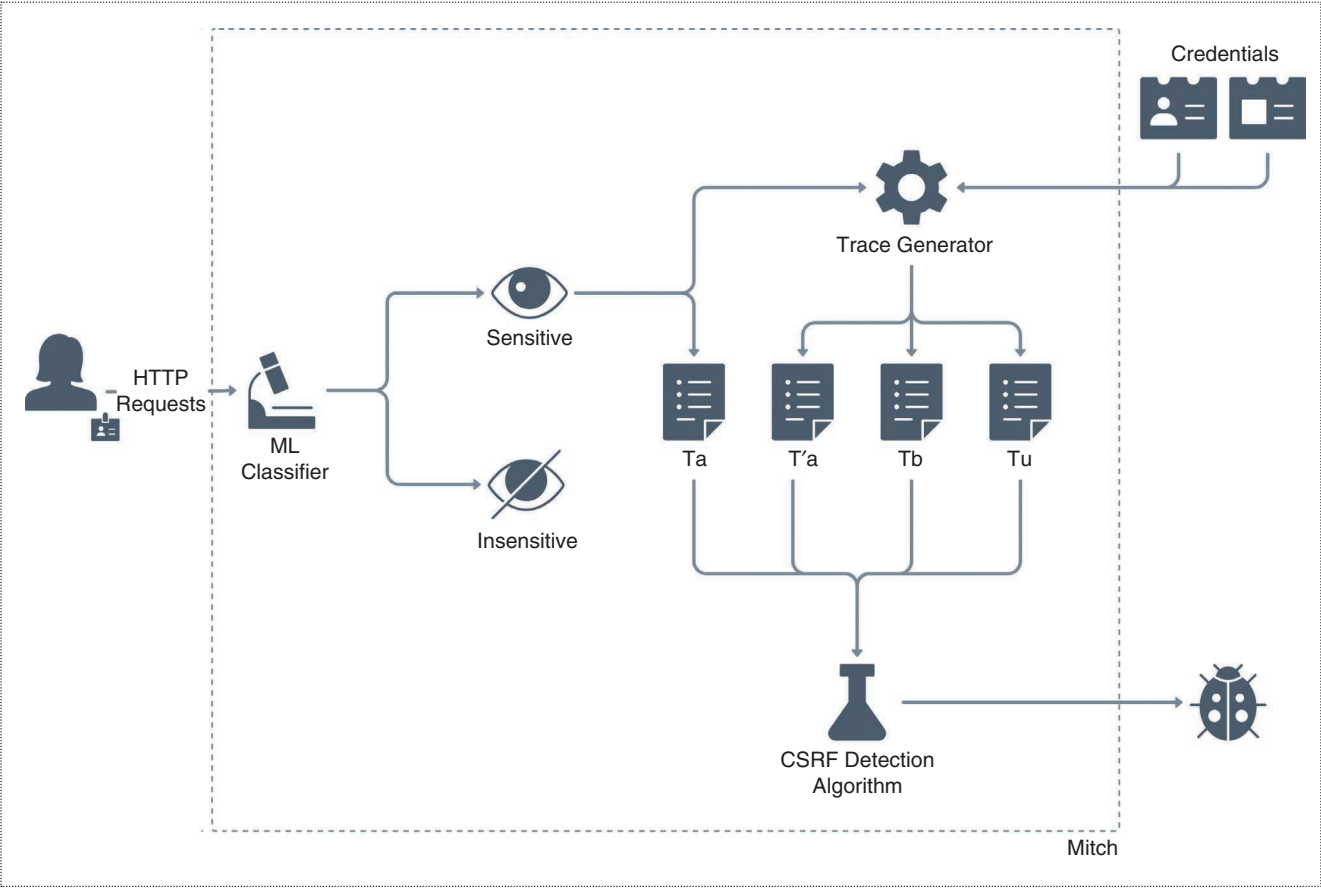 Credentials
Trace Generator
Sensitive
HTTP
Requests
ML
Classifier
Ta
T′a
Tb
Tu
Insensitive
CSRF Detection
Algorithm
Mitch